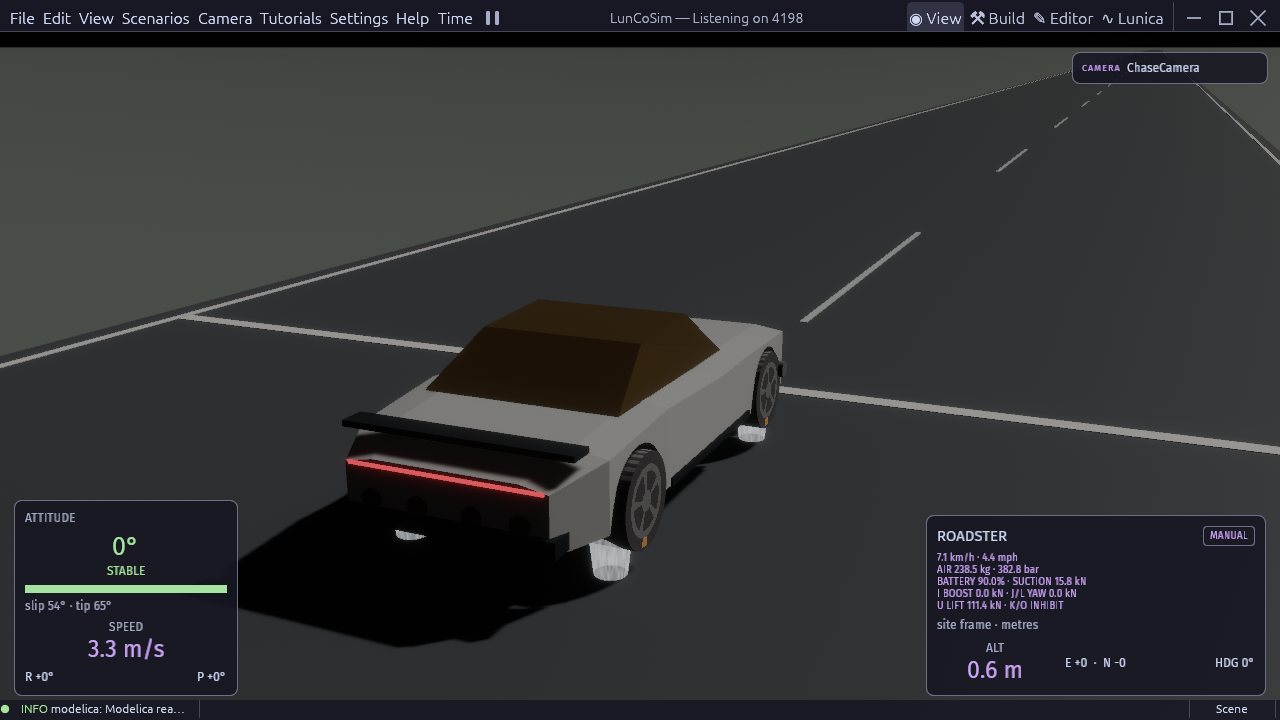 File Edit View Scenarios Camera Tutorials Settings Help Time
LunCoSim — Listening on 4198
View Build Editor Lunica
CAMERA ChaseCamera
ATTITUDE
0°
STABLE
slip 54° · tip 65°
SPEED
3.3 m/s
R +0° P +0°
ROADSTER MANUAL
7.1 km/h · 4.4 mph
AIR 238.5 kg · 382.8 bar
BATTERY 90.0% · SUCTION 15.8 kN
I BOOST 0.0 kN · J/L YAW 0.0 kN
U LIFT 111.4 kN · K/O INHIBIT
site frame · metres
ALT
0.6 m
E +0 · N -0
HDG 0°
INFO modelica: Modelica rea…
Scene